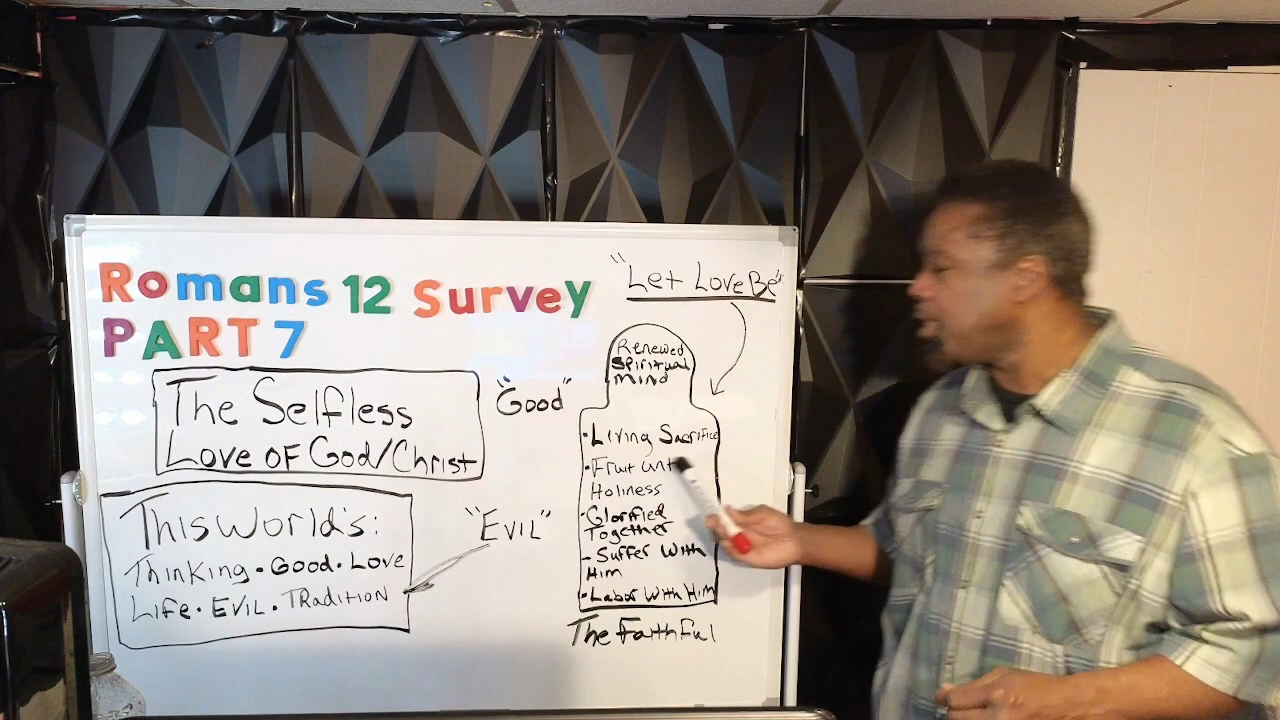 Romans 12 Survey
PART 7
"Let Love Be"
The Selfless
Love of God/Christ
"Good"
This World's:
Thinking • Good • Love
Life • Evil • Tradition
"Evil"
Renewed
Spiritual
Mind
• Living Sacrifice
• Fruit unt
Holiness
• Glorified
Together
- Suffer With
Him
• Labor With Him
The Faithful